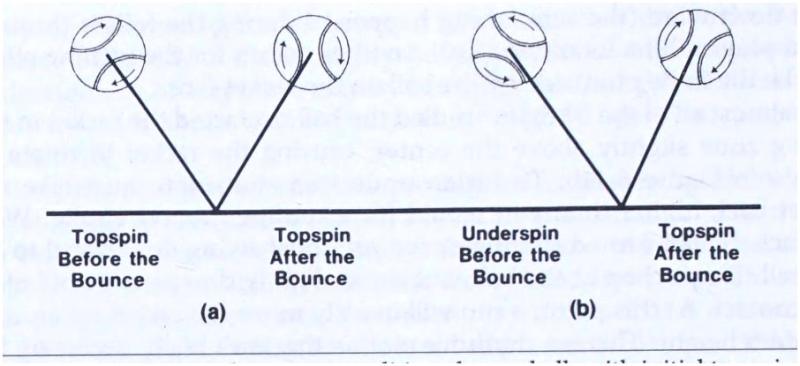 Topspin
Before the
Bounce
Topspin
After the
Bounce
(a)
Underspin
Before the
Bounce
Topspin
After the
Bounce
(b)